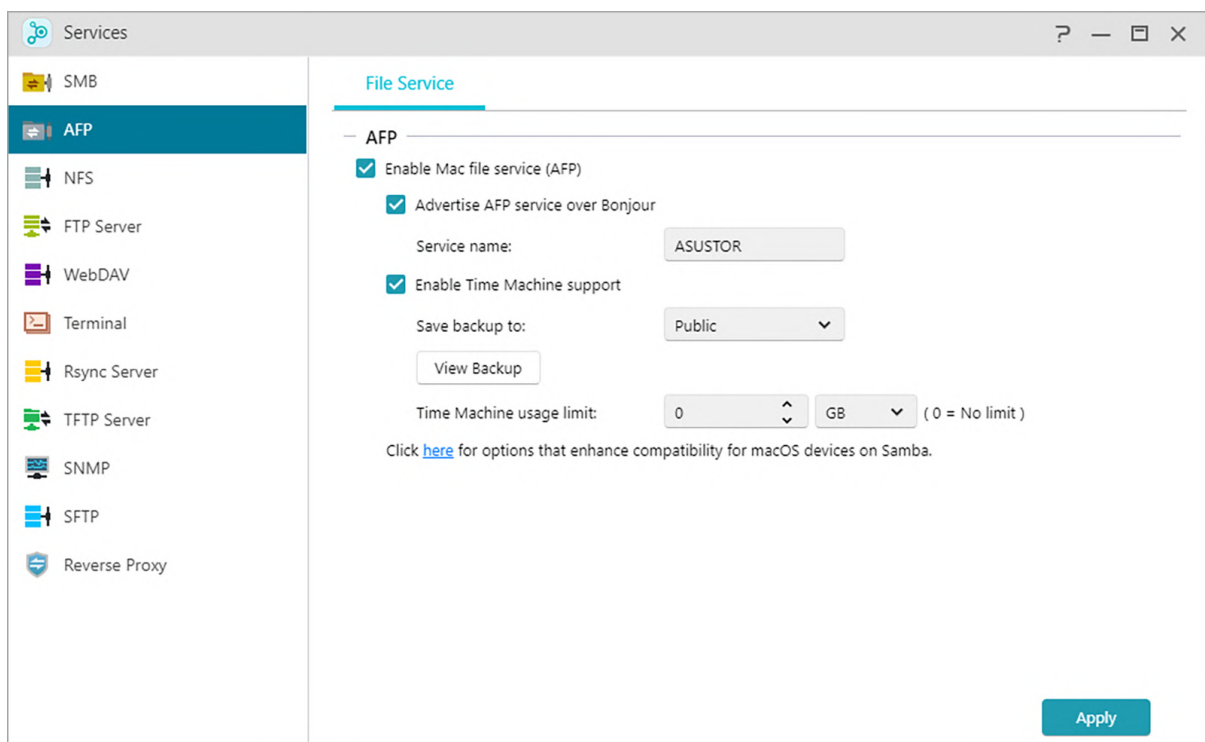 Services
SMB
AFP
NFS
FTP Server
WebDAV
Terminal
Rsync Server
TFTP Server
SNMP
SFTP
Reverse Proxy
File Service
AFP
Enable Mac file service (AFP)
Advertise AFP service over Bonjour
Service name: ASUSTOR
Enable Time Machine support
Save backup to: Public
View Backup
Time Machine usage limit: 0 GB ( 0 = No limit )
Click here for options that enhance compatibility for macOS devices on Samba.
Apply